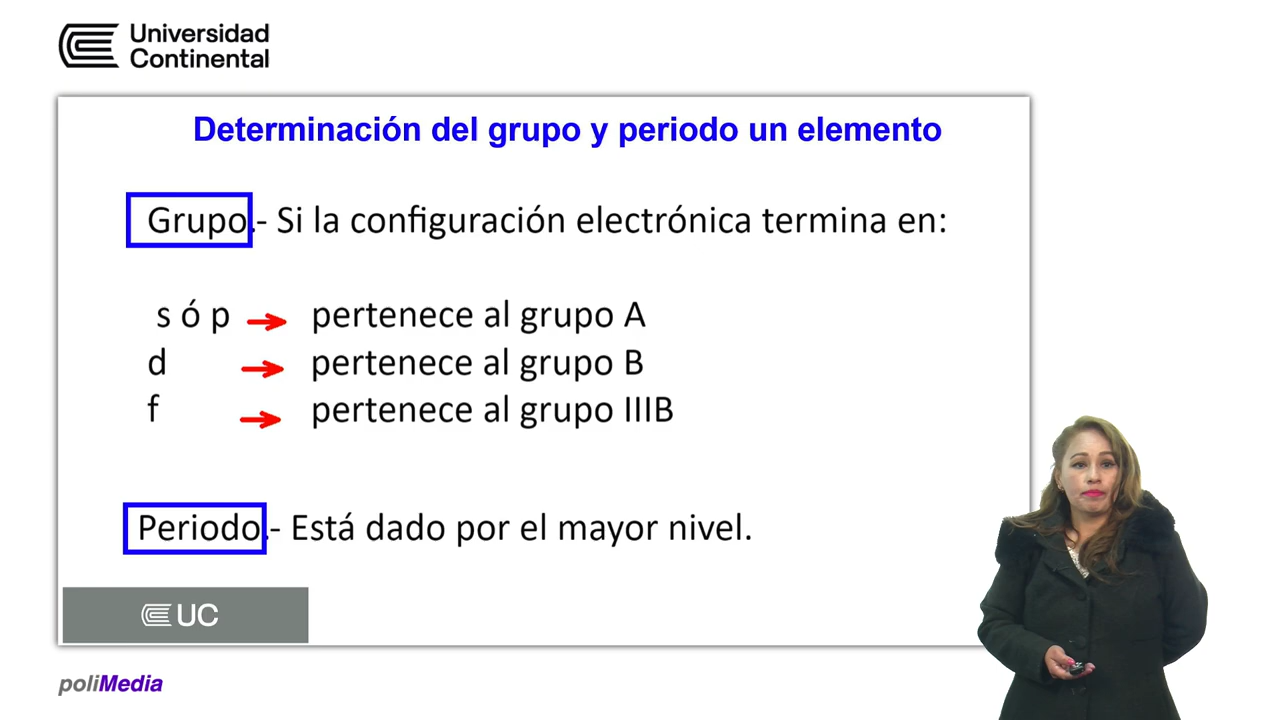 Universidad
Continental
Determinación del grupo y periodo un elemento
Grupo.- Si la configuración electrónica termina en:
s ó p → pertenece al grupo A
d → pertenece al grupo B
f → pertenece al grupo IIIB
Periodo.- Está dado por el mayor nivel.
UC
poliMedia